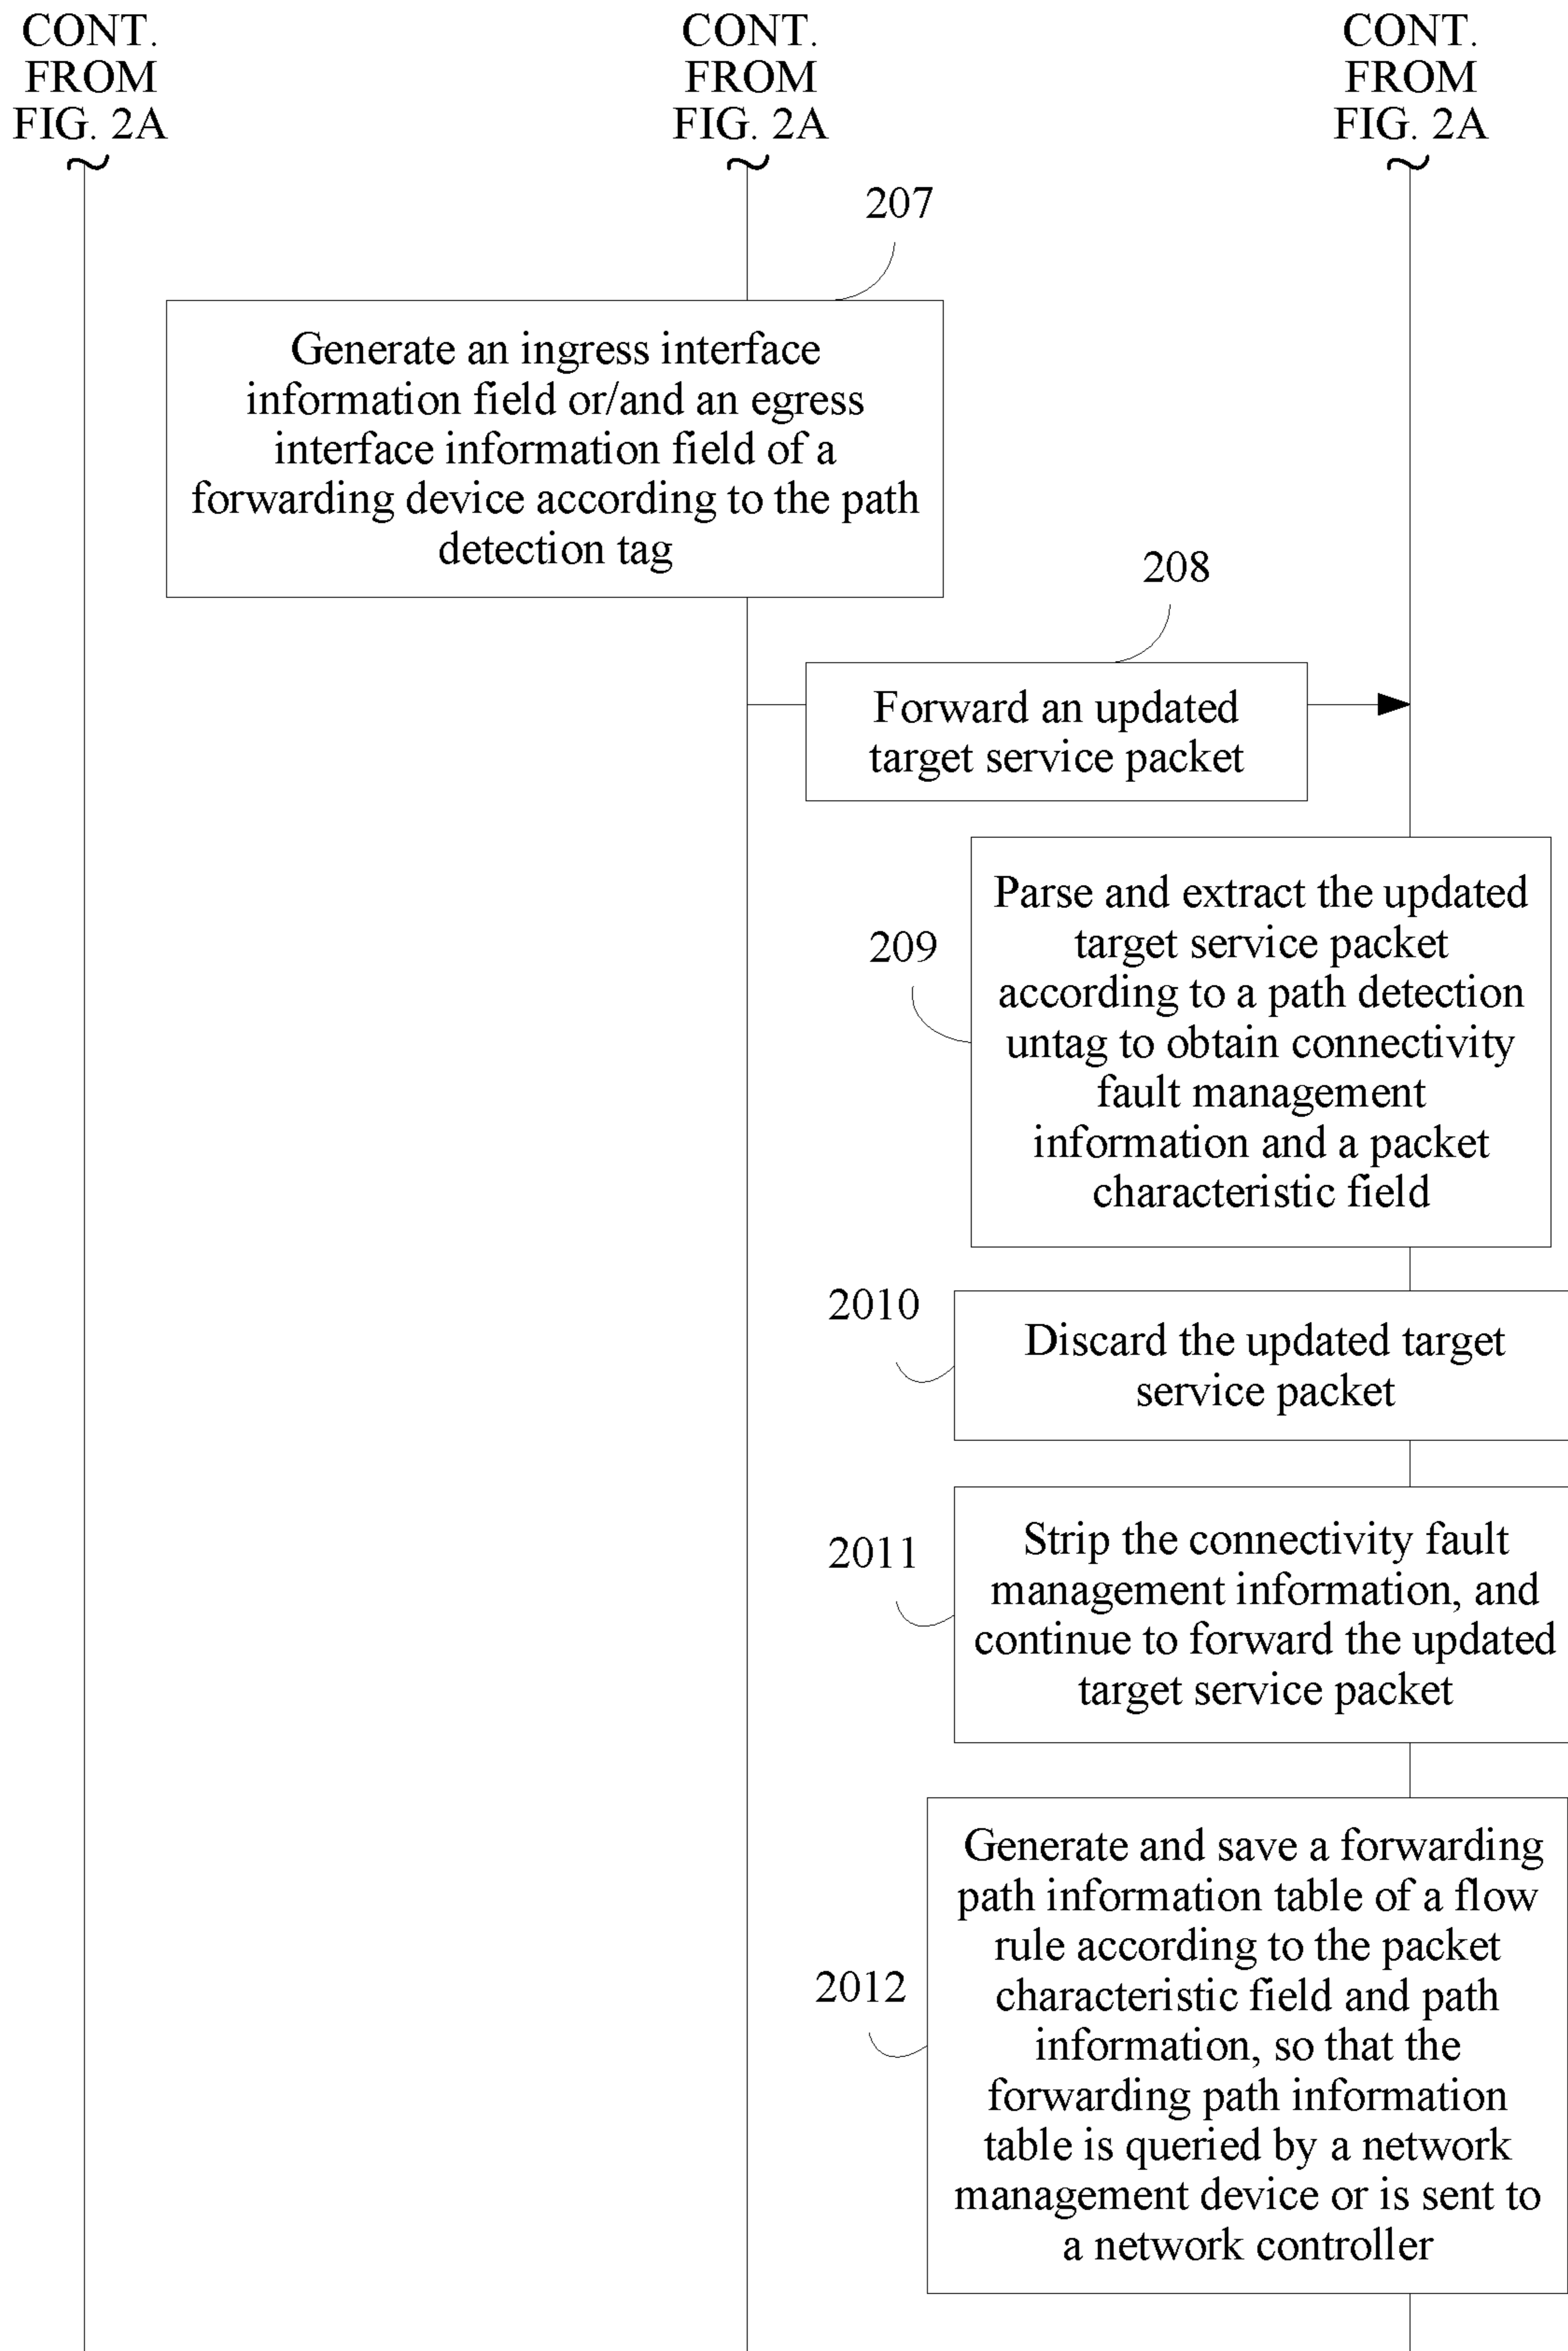 CONT.
FROM
FIG. 2A
CONT.
FROM
FIG. 2A
CONT.
FROM
FIG. 2A
207
Generate an ingress interface
information field or/and an egress
interface information field of a
forwarding device according to the path
detection tag
208
Forward an updated
target service packet
209
Parse and extract the updated
target service packet
according to a path detection
untag to obtain connectivity
fault management
information and a packet
characteristic field
2010
Discard the updated target
service packet
2011
Strip the connectivity fault
management information, and
continue to forward the updated
target service packet
2012
Generate and save a forwarding
path information table of a flow
rule according to the packet
characteristic field and path
information, so that the
forwarding path information
table is queried by a network
management device or is sent to
a network controller